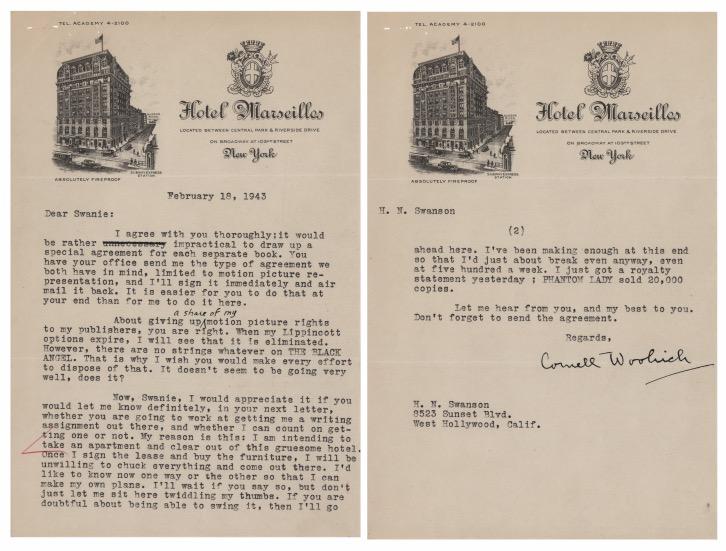 TEL. ACADEMY 4-2100
Hotel Marseilles
LOCATED BETWEEN CENTRAL PARK & RIVERSIDE DRIVE
ON BROADWAY AT 103RD STREET
New York
SUBWAY EXPRESS
STATION
ABSOLUTELY FIREPROOF
February 18, 1943
Dear Swanie:
I agree with you thoroughly; it would
be rather unnecessary impractical to draw up a
special agreement for each separate book. You
have your office send me the type of agreement we
both have in mind, limited to motion picture re-
presentation, and I'll sign it immediately and air
mail it back. It is easier for you to do that at
your end than for me to do it here.
a share of my
About giving up motion picture rights
to my publishers, you are right. When my Lippincott
options expire, I will see that it is eliminated.
However, there are no strings whatever on THE BLACK
ANGEL. That is why I wish you would make every effort
to dispose of that. It doesn't seem to be going very
well, does it?
Now, Swanie, I would appreciate it if you
would let me know definitely, in your next letter,
whether you are going to work at getting me a writing
assignment out there, and whether I can count on get-
ting one or not. My reason is this: I am intending to
take an apartment and clear out of this gruesome hotel.
Once I sign the lease and buy the furniture, I will be
unwilling to chuck everything and come out there. I'd
like to know now one way or the other so that I can
make my own plans. I'll wait if you say so, but don't
just let me sit here twiddling my thumbs. If you are
doubtful about being able to swing it, then I'll go
TEL. ACADEMY 4-2100
Hotel Marseilles
LOCATED BETWEEN CENTRAL PARK & RIVERSIDE DRIVE
ON BROADWAY AT 103RD STREET
New York
SUBWAY EXPRESS
STATION
ABSOLUTELY FIREPROOF
H. N. Swanson
(2)
ahead here. I've been making enough at this end
so that I'd just about break even anyway, even
at five hundred a week. I just got a royalty
statement yesterday ; PHANTOM LADY sold 20,000
copies.
Let me hear from you, and my best to you.
Don't forget to send the agreement.
Regards,
Cornell Woolrich
H. N. Swanson
8523 Sunset Blvd.
West Hollywood, Calif.